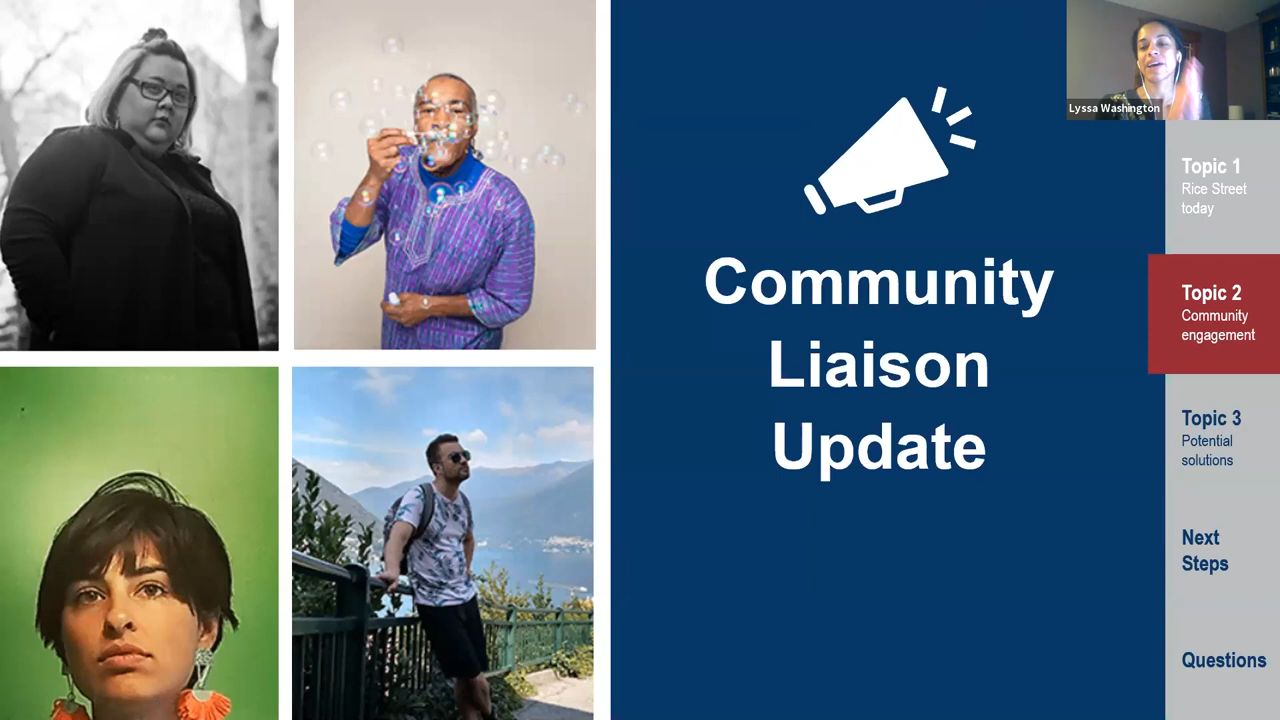 Community
Liaison
Update
Lyssa Washington
Topic 1
Rice Street
today
Topic 2
Community
engagement
Topic 3
Potential
solutions
Next
Steps
Questions